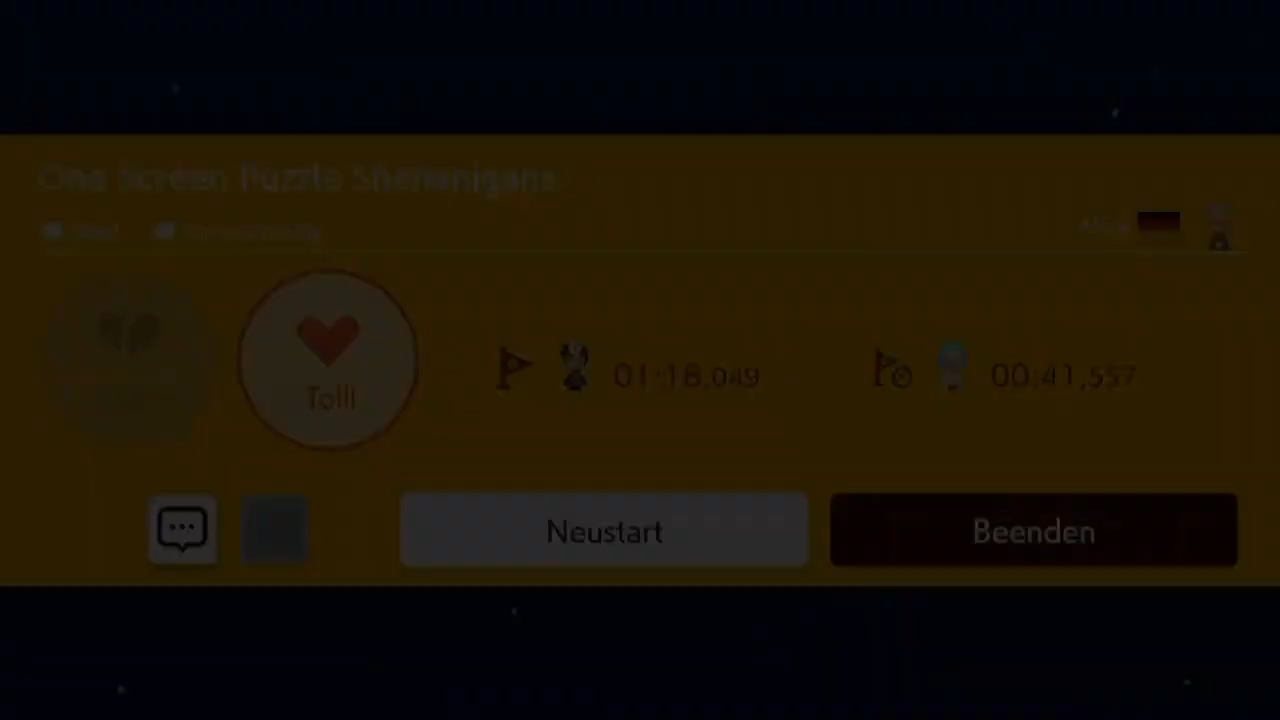 One Screen Puzzle Shenanigans
Toll!
01:18,049
00:41,557
Neustart
Beenden